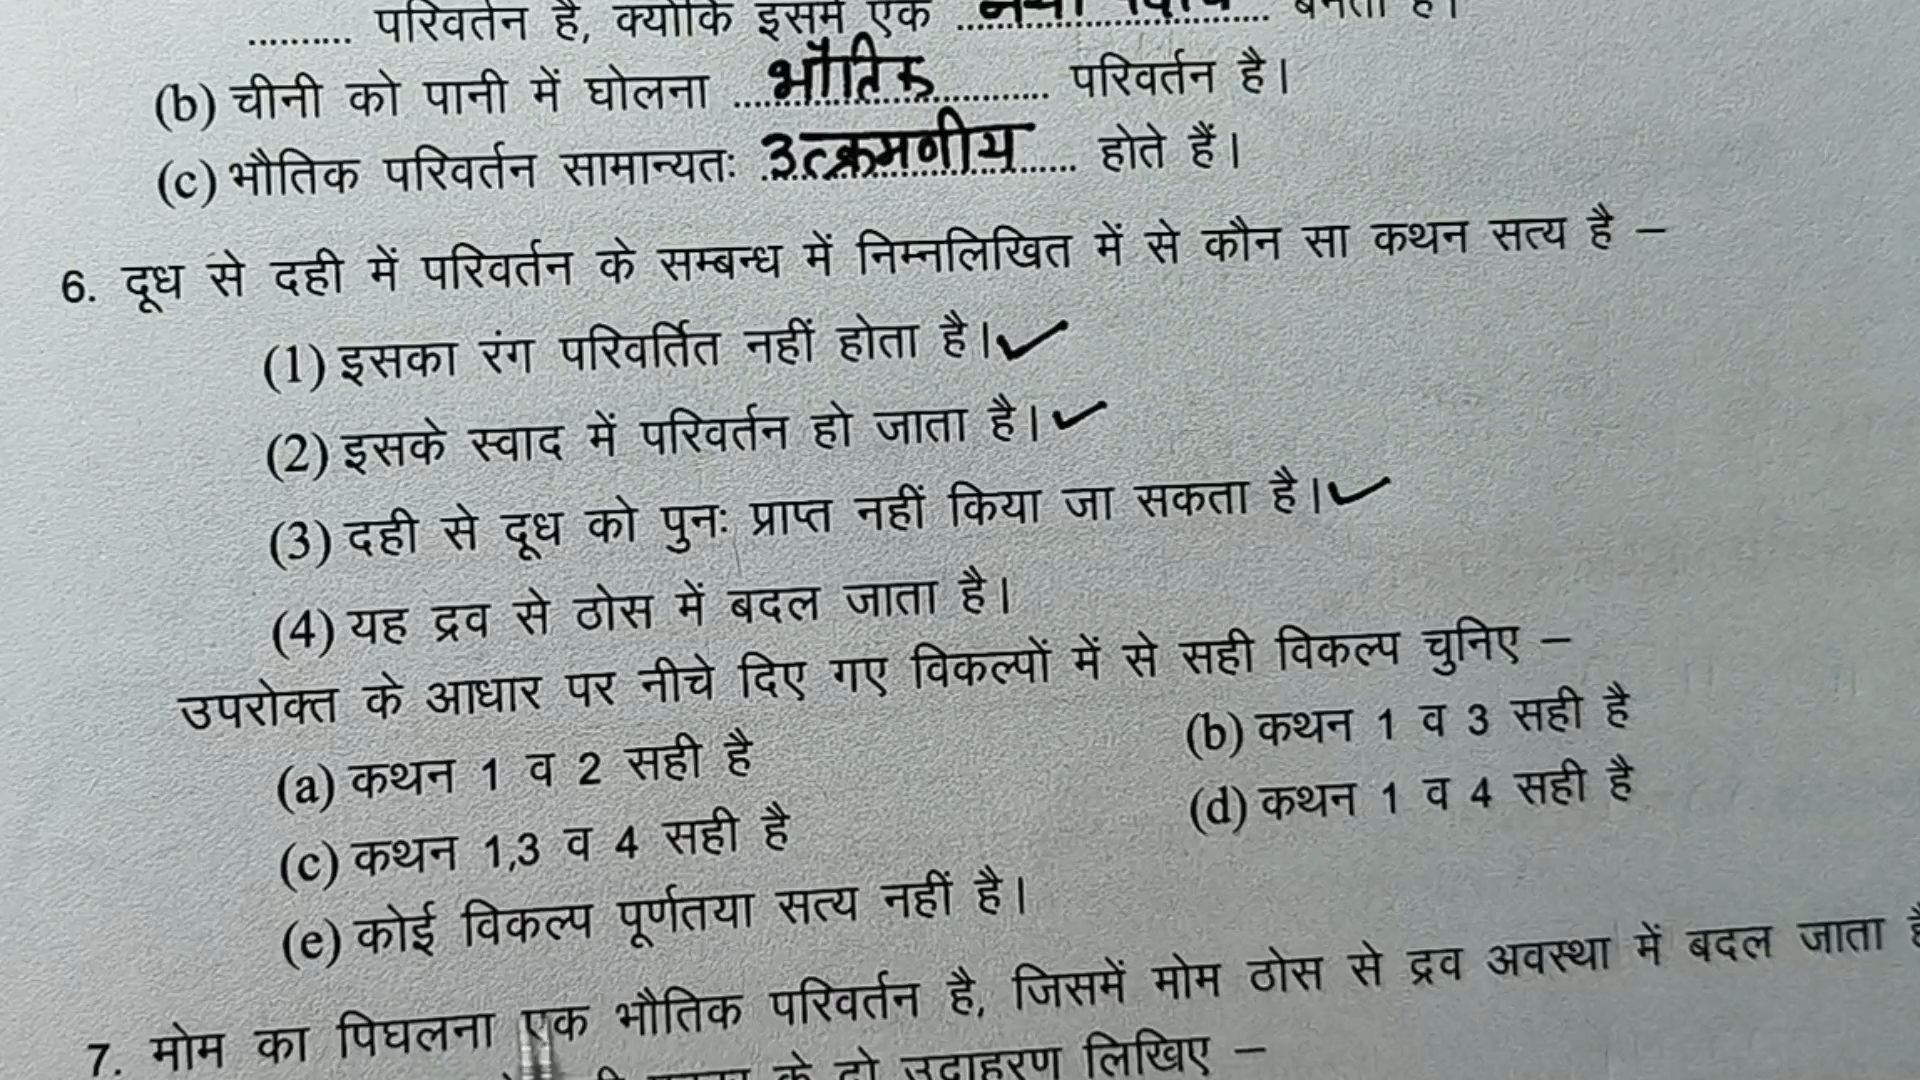 .......... परिवर्तन है, क्योंकि इसमें एक ........ बनता है।
(b) चीनी को पानी में घोलना भौतिक परिवर्तन है।
(c) भौतिक परिवर्तन सामान्यतः उत्क्रमणीय होते हैं।
6. दूध से दही में परिवर्तन के सम्बन्ध में निम्नलिखित में से कौन सा कथन सत्य है –
(1) इसका रंग परिवर्तित नहीं होता है। ✓
(2) इसके स्वाद में परिवर्तन हो जाता है। ✓
(3) दही से दूध को पुनः प्राप्त नहीं किया जा सकता है। ✓
(4) यह द्रव से ठोस में बदल जाता है।
उपरोक्त के आधार पर नीचे दिए गए विकल्पों में से सही विकल्प चुनिए –
(a) कथन 1 व 2 सही है (b) कथन 1 व 3 सही है
(c) कथन 1,3 व 4 सही है (d) कथन 1 व 4 सही है
(e) कोई विकल्प पूर्णतया सत्य नहीं है।
7. मोम का पिघलना एक भौतिक परिवर्तन है, जिसमें मोम ठोस से द्रव अवस्था में बदल जाता
के दो उदाहरण लिखिए –